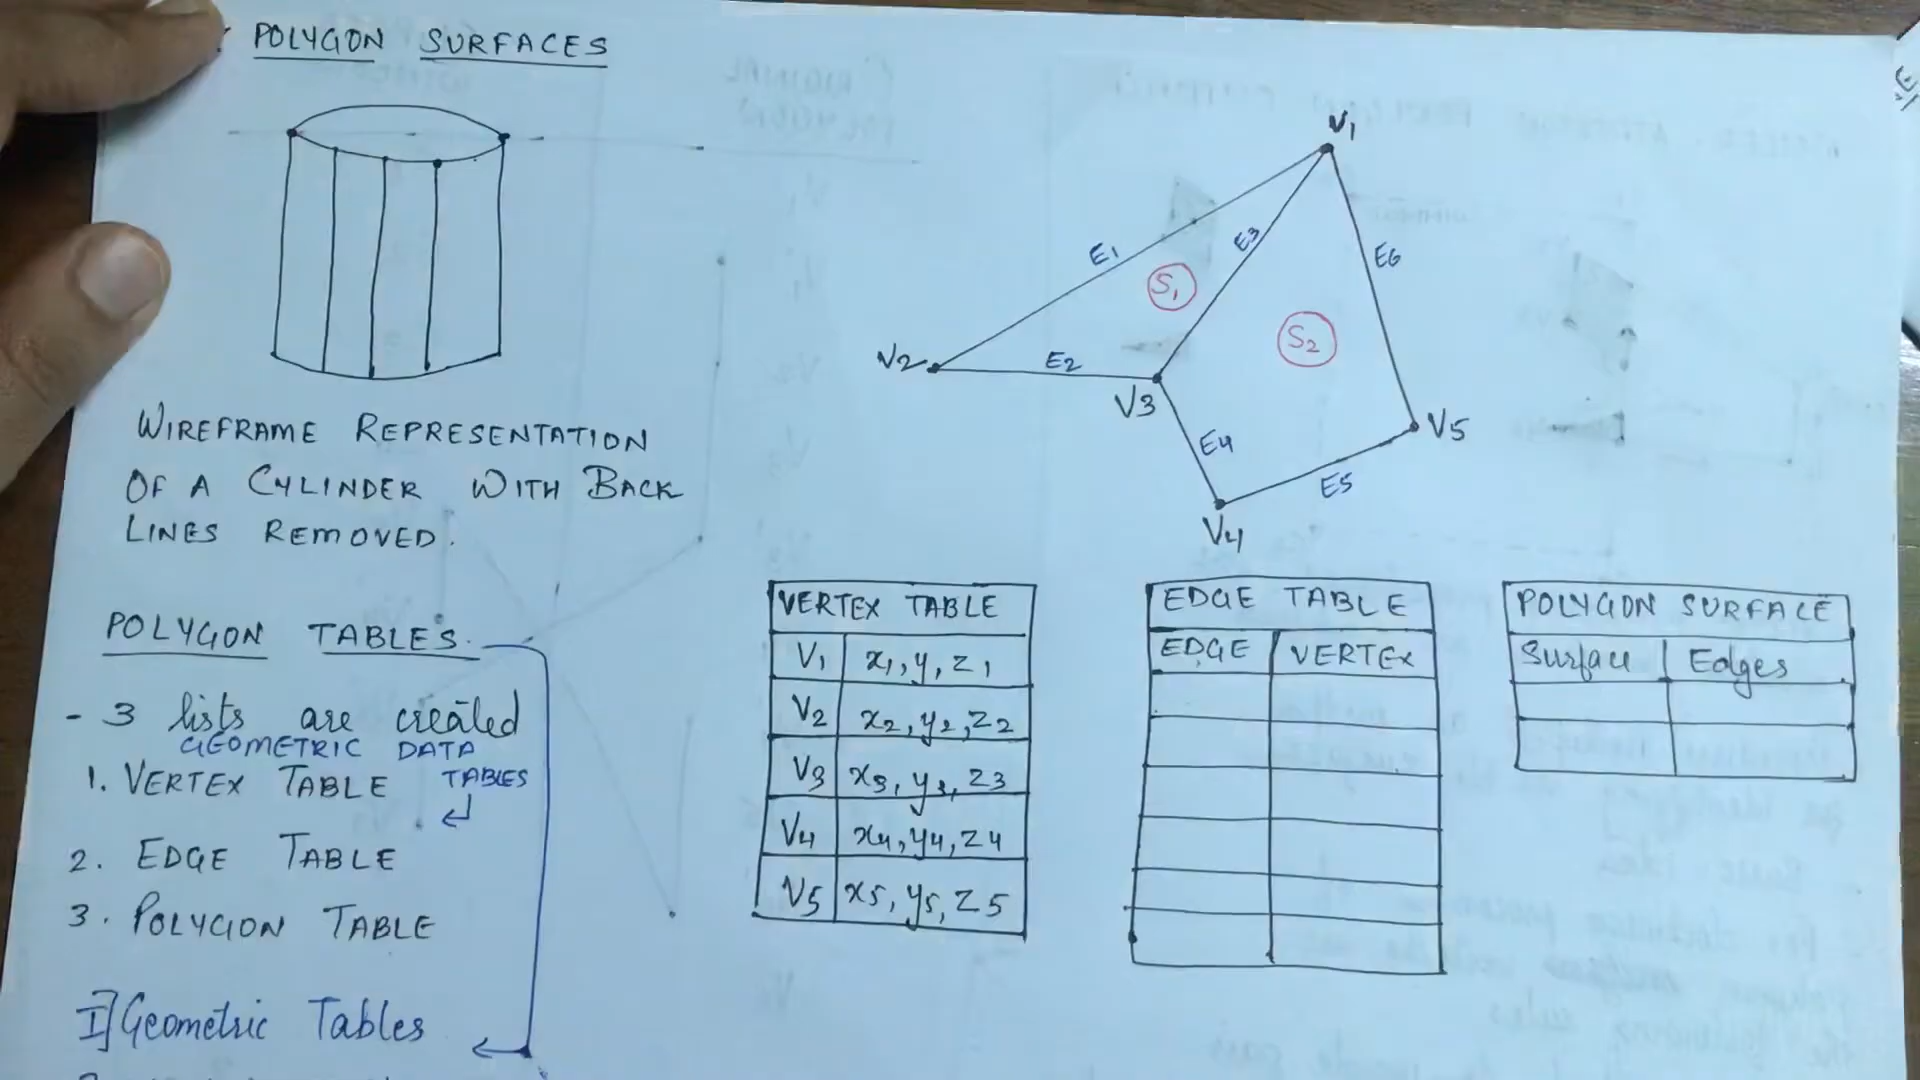 POLYGON SURFACES
WIREFRAME REPRESENTATION
OF A CYLINDER WITH BACK
LINES REMOVED.
V1
E1
E3
E6
S1
S2
V2
E2
V3
V5
E4
E5
V4
POLYGON TABLES.
- 3 lists are created
GEOMETRIC DATA
TABLES
1. VERTEX TABLE
2. EDGE TABLE
3. POLYGON TABLE
I] Geometric Tables
VERTEX TABLE
V1 x1, y, z1
V2 x2, y2, z2
V3 x3, y3, z3
V4 x4, y4, z4
V5 x5, y5, z5
EDGE TABLE
EDGE VERTEX
POLYGON SURFACE
Surface Edges